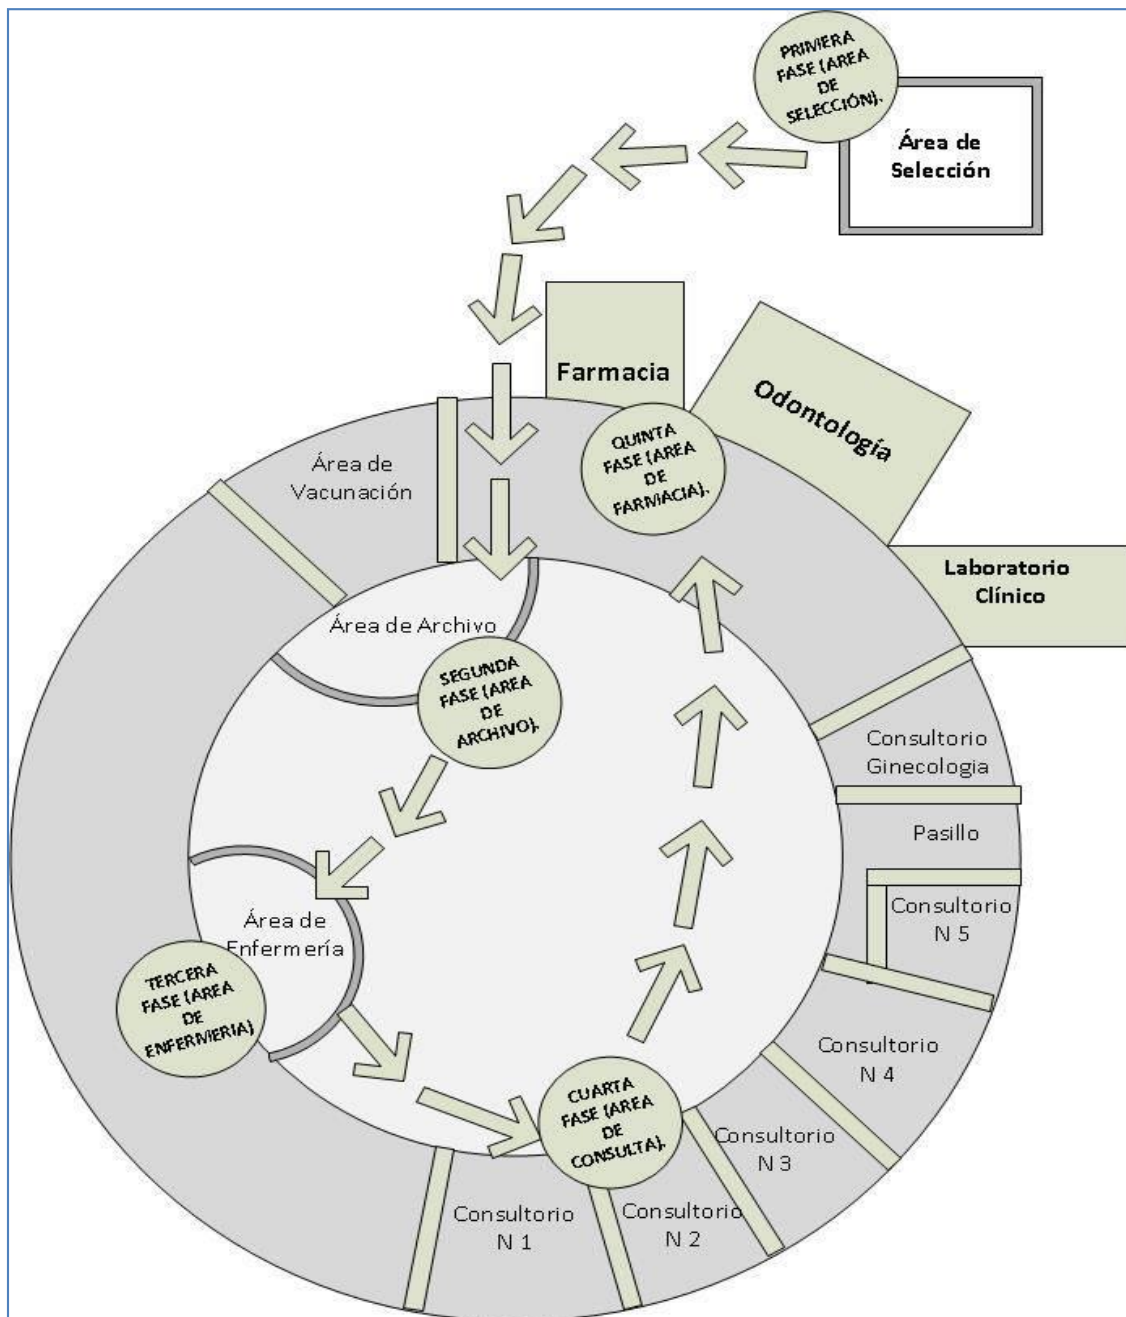 PRIMERA
FASE (AREA
DE
SELECCIÓN).
Área de
Selección
Farmacia
Odontología
QUINTA
FASE (AREA
DE
FARMACIA).
Área de
Vacunación
Laboratorio
Clínico
Área de Archivo
SEGUNDA
FASE (AREA
DE
ARCHIVO).
Consultorio
Ginecologia
Pasillo
Consultorio
N 5
Área de
Enfermería
TERCERA
FASE (AREA
DE
ENFERMERIA)
Consultorio
N 4
CUARTA
FASE (AREA
DE
CONSULTA).
Consultorio
N 3
Consultorio
N 2
Consultorio
N 1